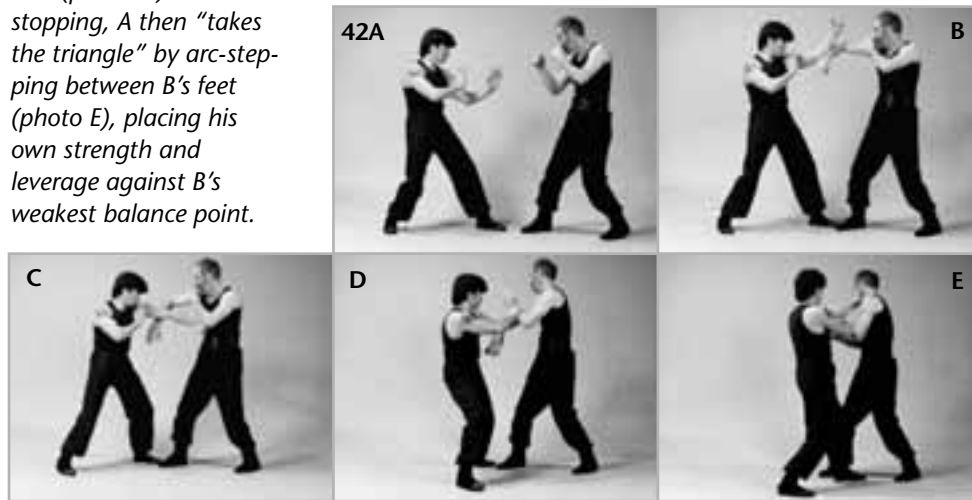 stopping, A then “takes
the triangle” by arc-step-
ping between B’s feet
(photo E), placing his
own strength and
leverage against B’s
weakest balance point.
42A
B
C
D
E